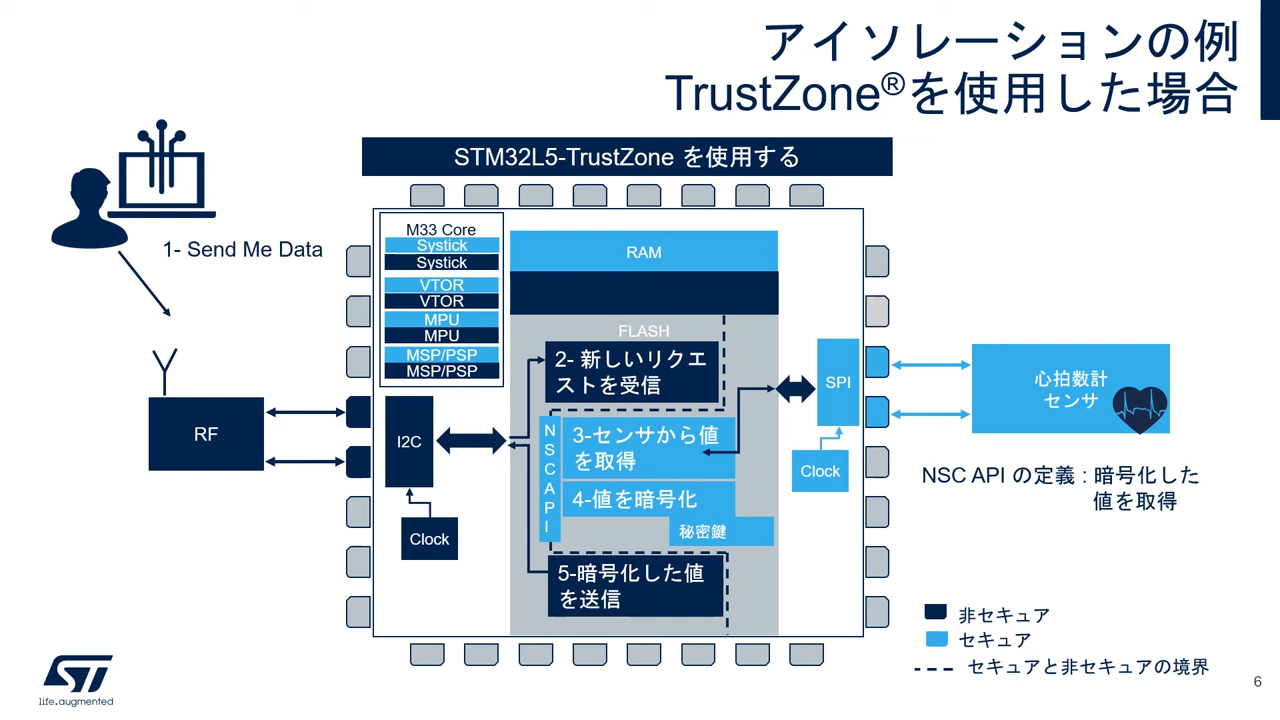 アイソレーションの例
TrustZone®を使用した場合
STM32L5-TrustZone を使用する
1- Send Me Data
M33 Core
Systick
Systick
VTOR
VTOR
MPU
MPU
MSP/PSP
MSP/PSP
RAM
FLASH
2- 新しいリクエ
ストを受信
NSC API
3-センサから値
を取得
4-値を暗号化
秘密鍵
5-暗号化した値
を送信
RF
I2C
Clock
SPI
Clock
心拍数計
センサ
NSC API の定義 : 暗号化した
値を取得
非セキュア
セキュア
セキュアと非セキュアの境界
ST
life.augmented
6